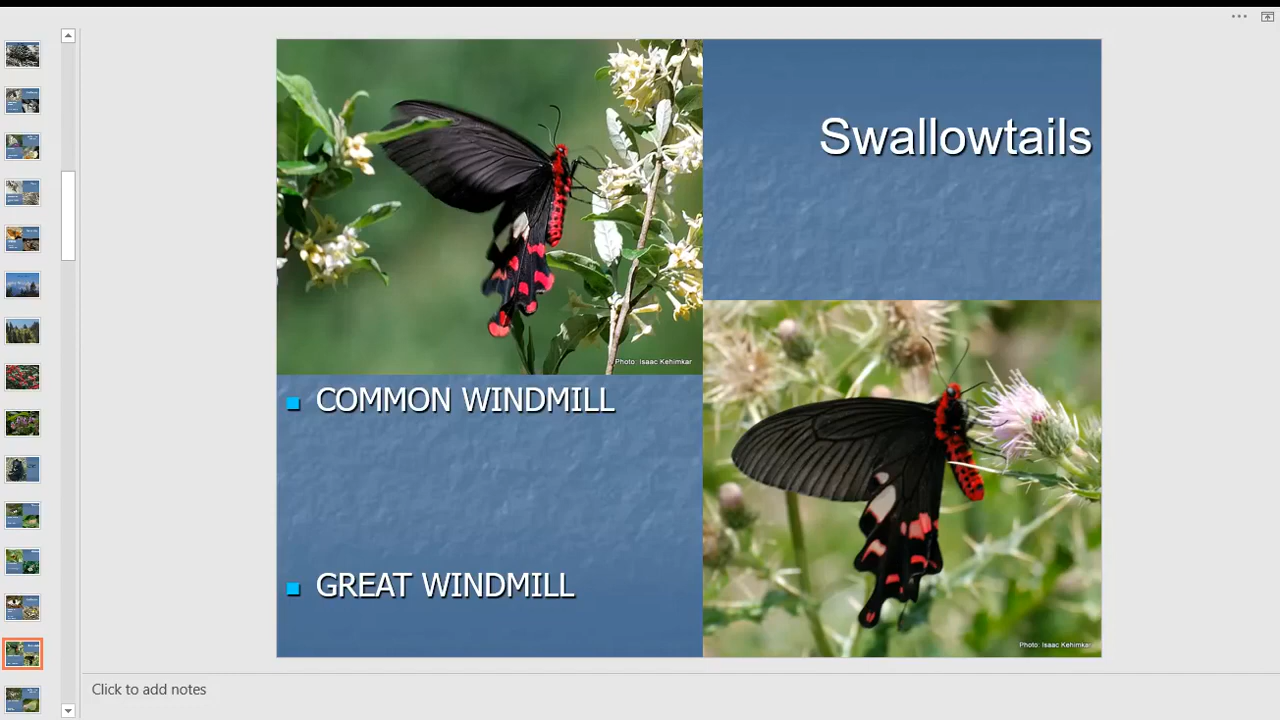 Swallowtails
Photo: Isaac Kehimkar
COMMON WINDMILL
GREAT WINDMILL
Photo: Isaac Kehimkar
Click to add notes